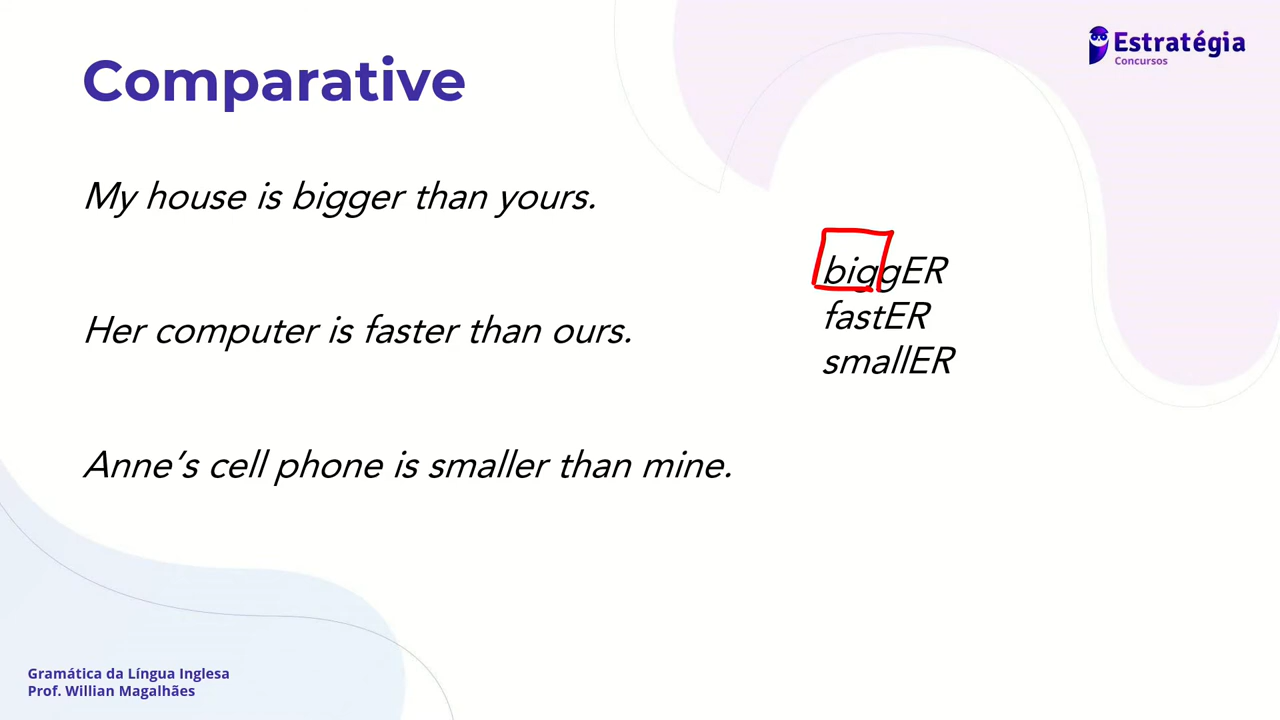 Estratégia
Concursos
Comparative
My house is bigger than yours.
biggER
Her computer is faster than ours.
fastER
smallER
Anne’s cell phone is smaller than mine.
Gramática da Língua Inglesa
Prof. Willian Magalhães